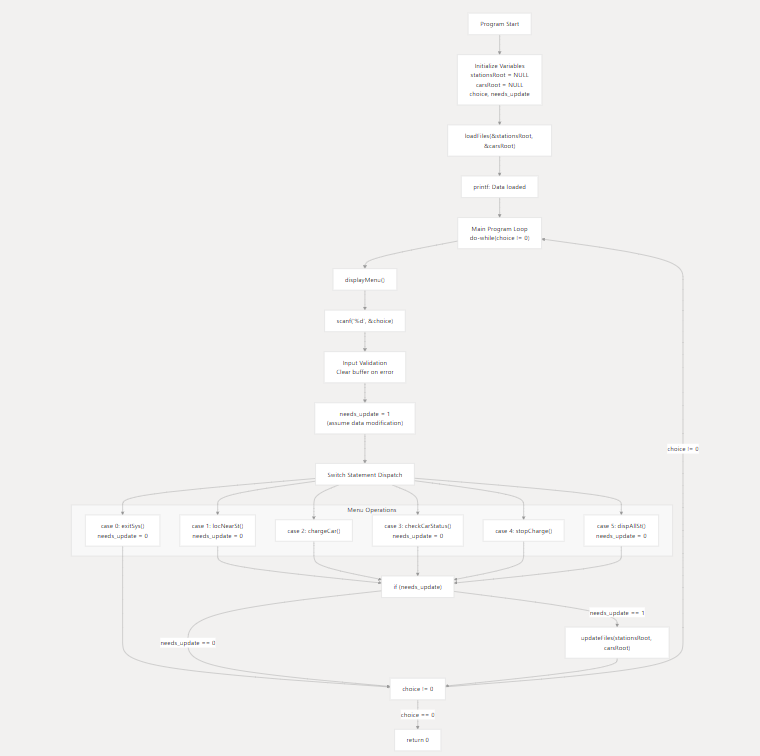 Program Start
Initialize Variables
stationsRoot = NULL
carsRoot = NULL
choice, needs_update
loadFiles(&stationsRoot,
&carsRoot)
printf: Data loaded
Main Program Loop
do-while(choice != 0)
displayMenu()
scanf('%d', &choice)
Input Validation
Clear buffer on error
needs_update = 1
(assume data modification)
choice != 0
Switch Statement Dispatch
Menu Operations
case 0: exitSys()
needs_update = 0
case 1: locNearSt()
needs_update = 0
case 2: chargeCar()
case 3: checkCarStatus()
needs_update = 0
case 4: stopCharge()
case 5: dispAllSt()
needs_update = 0
if (needs_update)
needs_update == 1
needs_update == 0
updateFiles(stationsRoot,
carsRoot)
choice != 0
choice == 0
return 0